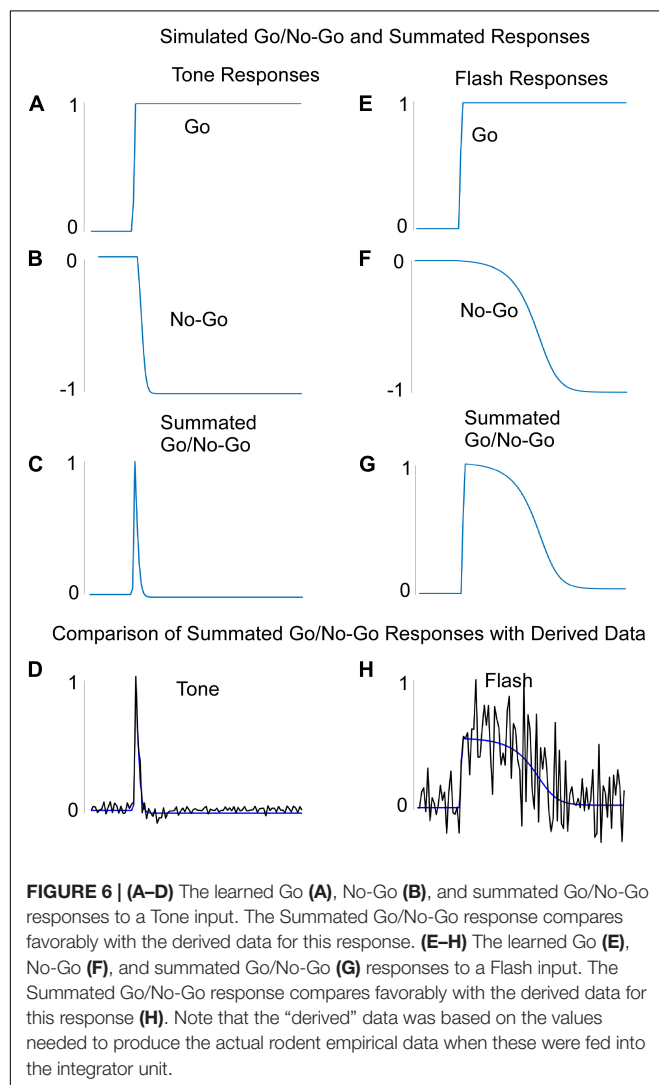 Simulated Go/No-Go and Summated Responses
Tone Responses
Flash Responses
A
1
Go
0
E
1
Go
0
B
0
No-Go
-1
F
0
No-Go
-1
C
Summated
Go/No-Go
1
0
G
Summated
Go/No-Go
1
0
Comparison of Summated Go/No-Go Responses with Derived Data
D
1
Tone
0
H
1
Flash
0
FIGURE 6 | (A–D) The learned Go (A), No-Go (B), and summated Go/No-Go
responses to a Tone input. The Summated Go/No-Go response compares
favorably with the derived data for this response. (E–H) The learned Go (E),
No-Go (F), and summated Go/No-Go (G) responses to a Flash input. The
Summated Go/No-Go response compares favorably with the derived data for
this response (H). Note that the “derived” data was based on the values
needed to produce the actual rodent empirical data when these were fed into
the integrator unit.